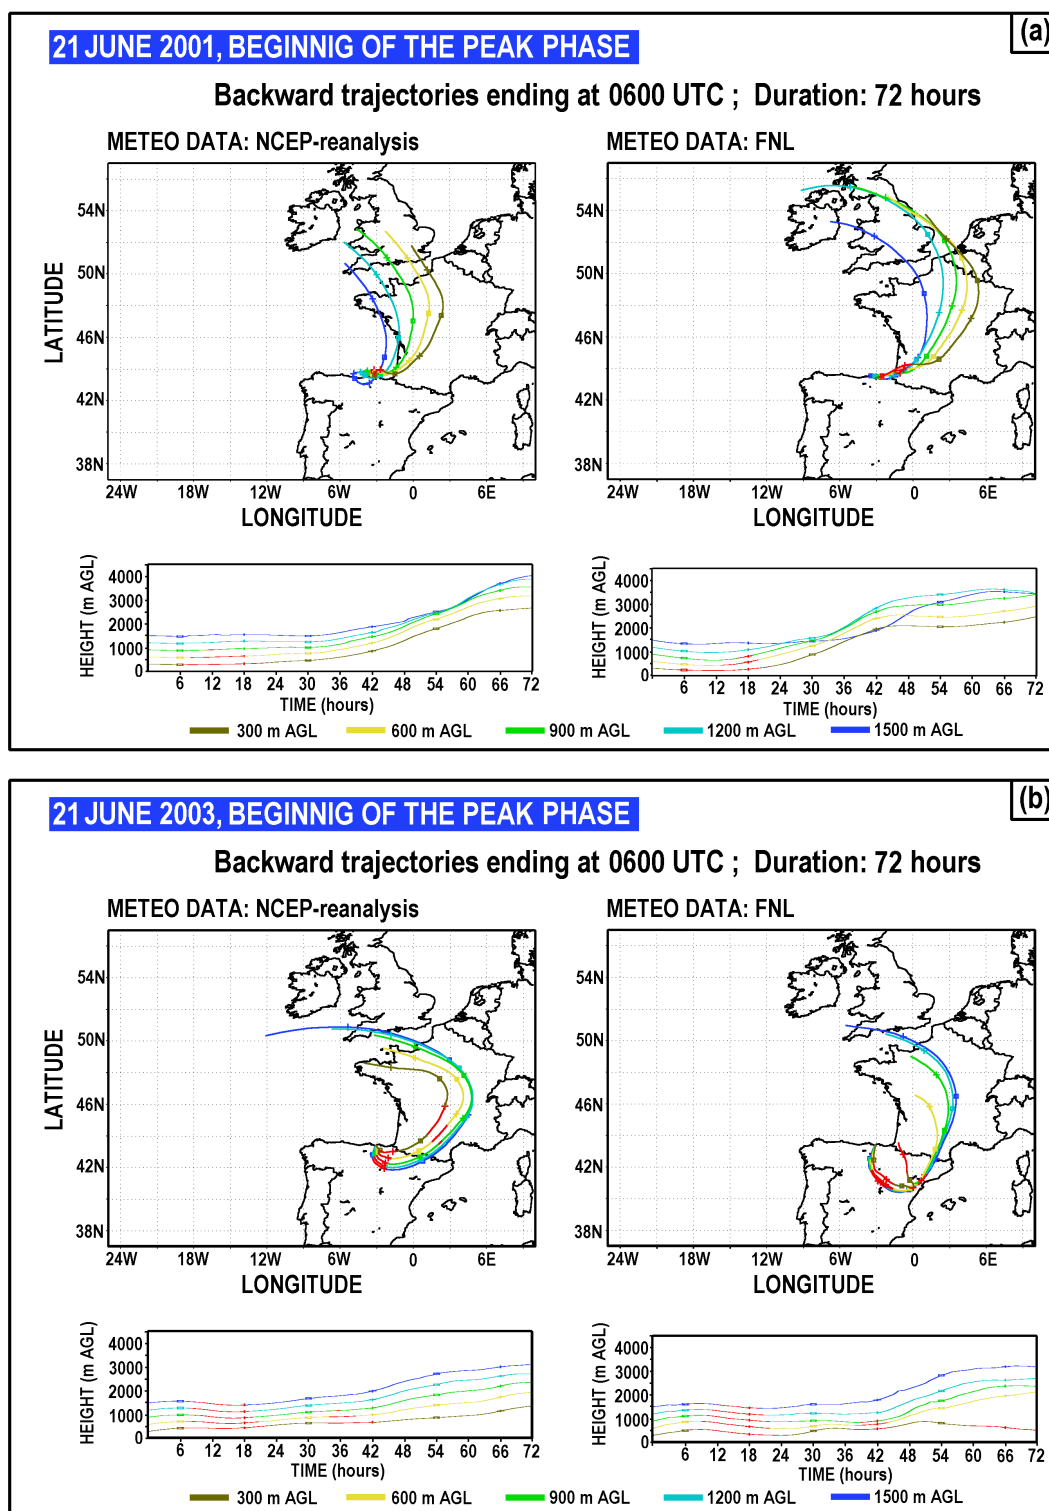 (a)
21 JUNE 2001, BEGINNIG OF THE PEAK PHASE
Backward trajectories ending at 0600 UTC ; Duration: 72 hours
METEO DATA: NCEP-reanalysis
METEO DATA: FNL
LATITUDE
54N
50N
46N
42N
38N
24W 18W 12W 6W 0 6E
LONGITUDE
54N
50N
46N
42N
38N
24W 18W 12W 6W 0 6E
LONGITUDE
HEIGHT (m AGL)
4000
3000
2000
1000
0
6 12 18 24 30 36 42 48 54 60 66 72
TIME (hours)
HEIGHT (m AGL)
4000
3000
2000
1000
0
6 12 18 24 30 36 42 48 54 60 66 72
TIME (hours)
300 m AGL 600 m AGL 900 m AGL 1200 m AGL 1500 m AGL
(b)
21 JUNE 2003, BEGINNIG OF THE PEAK PHASE
Backward trajectories ending at 0600 UTC ; Duration: 72 hours
METEO DATA: NCEP-reanalysis
METEO DATA: FNL
LATITUDE
54N
50N
46N
42N
38N
24W 18W 12W 6W 0 6E
LONGITUDE
54N
50N
46N
42N
38N
24W 18W 12W 6W 0 6E
LONGITUDE
HEIGHT (m AGL)
4000
3000
2000
1000
0
6 12 18 24 30 36 42 48 54 60 66 72
TIME (hours)
HEIGHT (m AGL)
4000
3000
2000
1000
0
6 12 18 24 30 36 42 48 54 60 66 72
TIME (hours)
300 m AGL 600 m AGL 900 m AGL 1200 m AGL 1500 m AGL